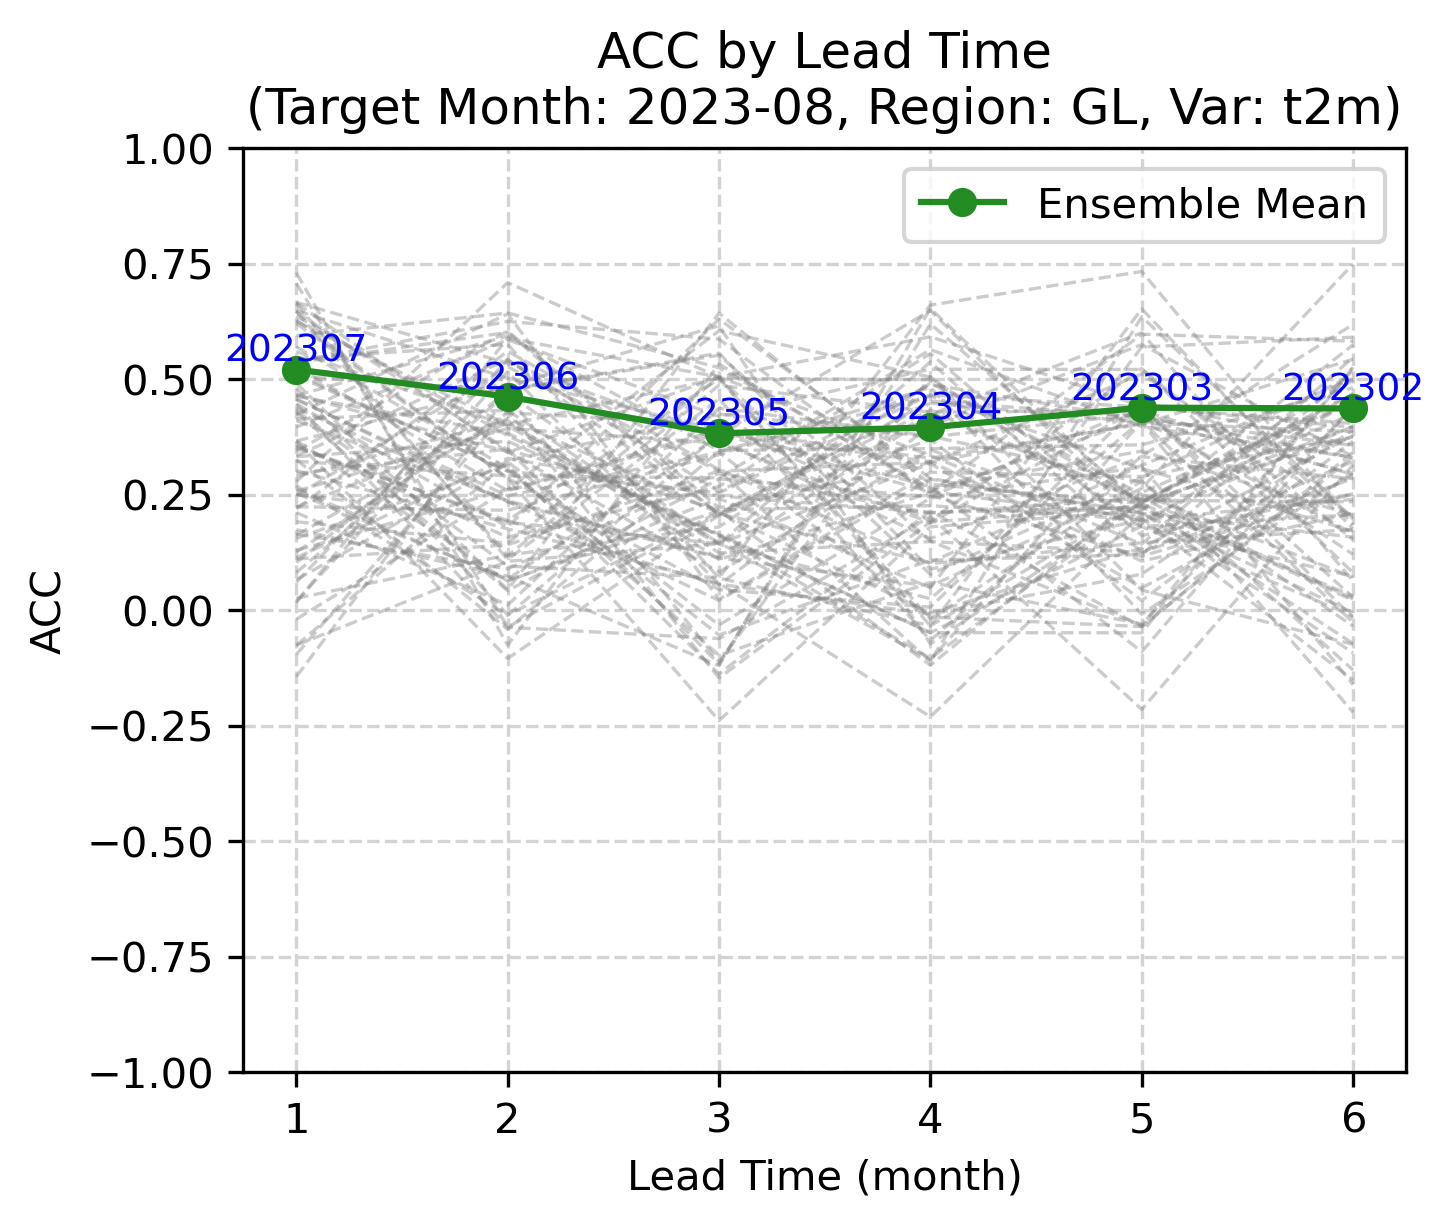 ACC by Lead Time
(Target Month: 2023-08, Region: GL, Var: t2m)
1.00
0.75
0.50
0.25
0.00
−0.25
−0.50
−0.75
−1.00
ACC
Ensemble Mean
202307
202306
202305
202304
202303
202302
1 2 3 4 5 6
Lead Time (month)